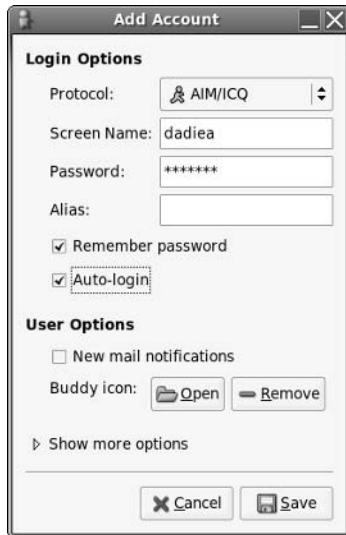 Add Account
Login Options
Protocol: AIM/ICQ
Screen Name: dadiea
Password: *******
Alias:
Remember password
Auto-login
User Options
New mail notifications
Buddy icon: Open Remove
Show more options
Cancel Save